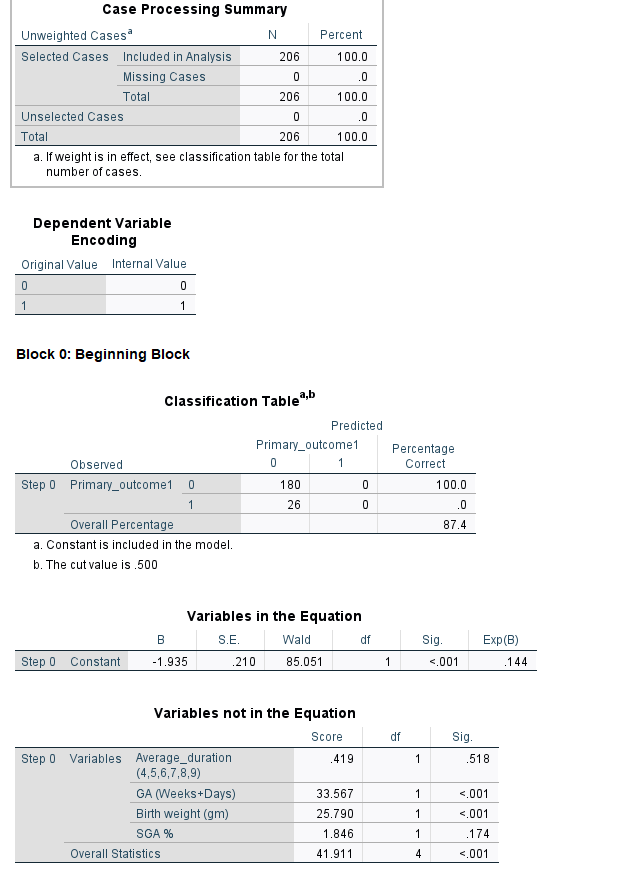 Case Processing Summary
Unweighted Casesa N Percent
Selected Cases Included in Analysis 206 100.0
Missing Cases 0 .0
Total 206 100.0
Unselected Cases 0 .0
Total 206 100.0
a. If weight is in effect, see classification table for the total
number of cases.
Dependent Variable
Encoding
Original Value Internal Value
0 0
1 1
Block 0: Beginning Block
Classification Tablea,b
Predicted
Primary_outcome1 Percentage
Observed 0 1 Correct
Step 0 Primary_outcome1 0 180 0 100.0
1 26 0 .0
Overall Percentage 87.4
a. Constant is included in the model.
b. The cut value is .500
Variables in the Equation
B S.E. Wald df Sig. Exp(B)
Step 0 Constant -1.935 .210 85.051 1 <.001 .144
Variables not in the Equation
Score df Sig.
Step 0 Variables Average_duration .419 1 .518
(4,5,6,7,8,9)
GA (Weeks+Days) 33.567 1 <.001
Birth weight (gm) 25.790 1 <.001
SGA % 1.846 1 .174
Overall Statistics 41.911 4 <.001